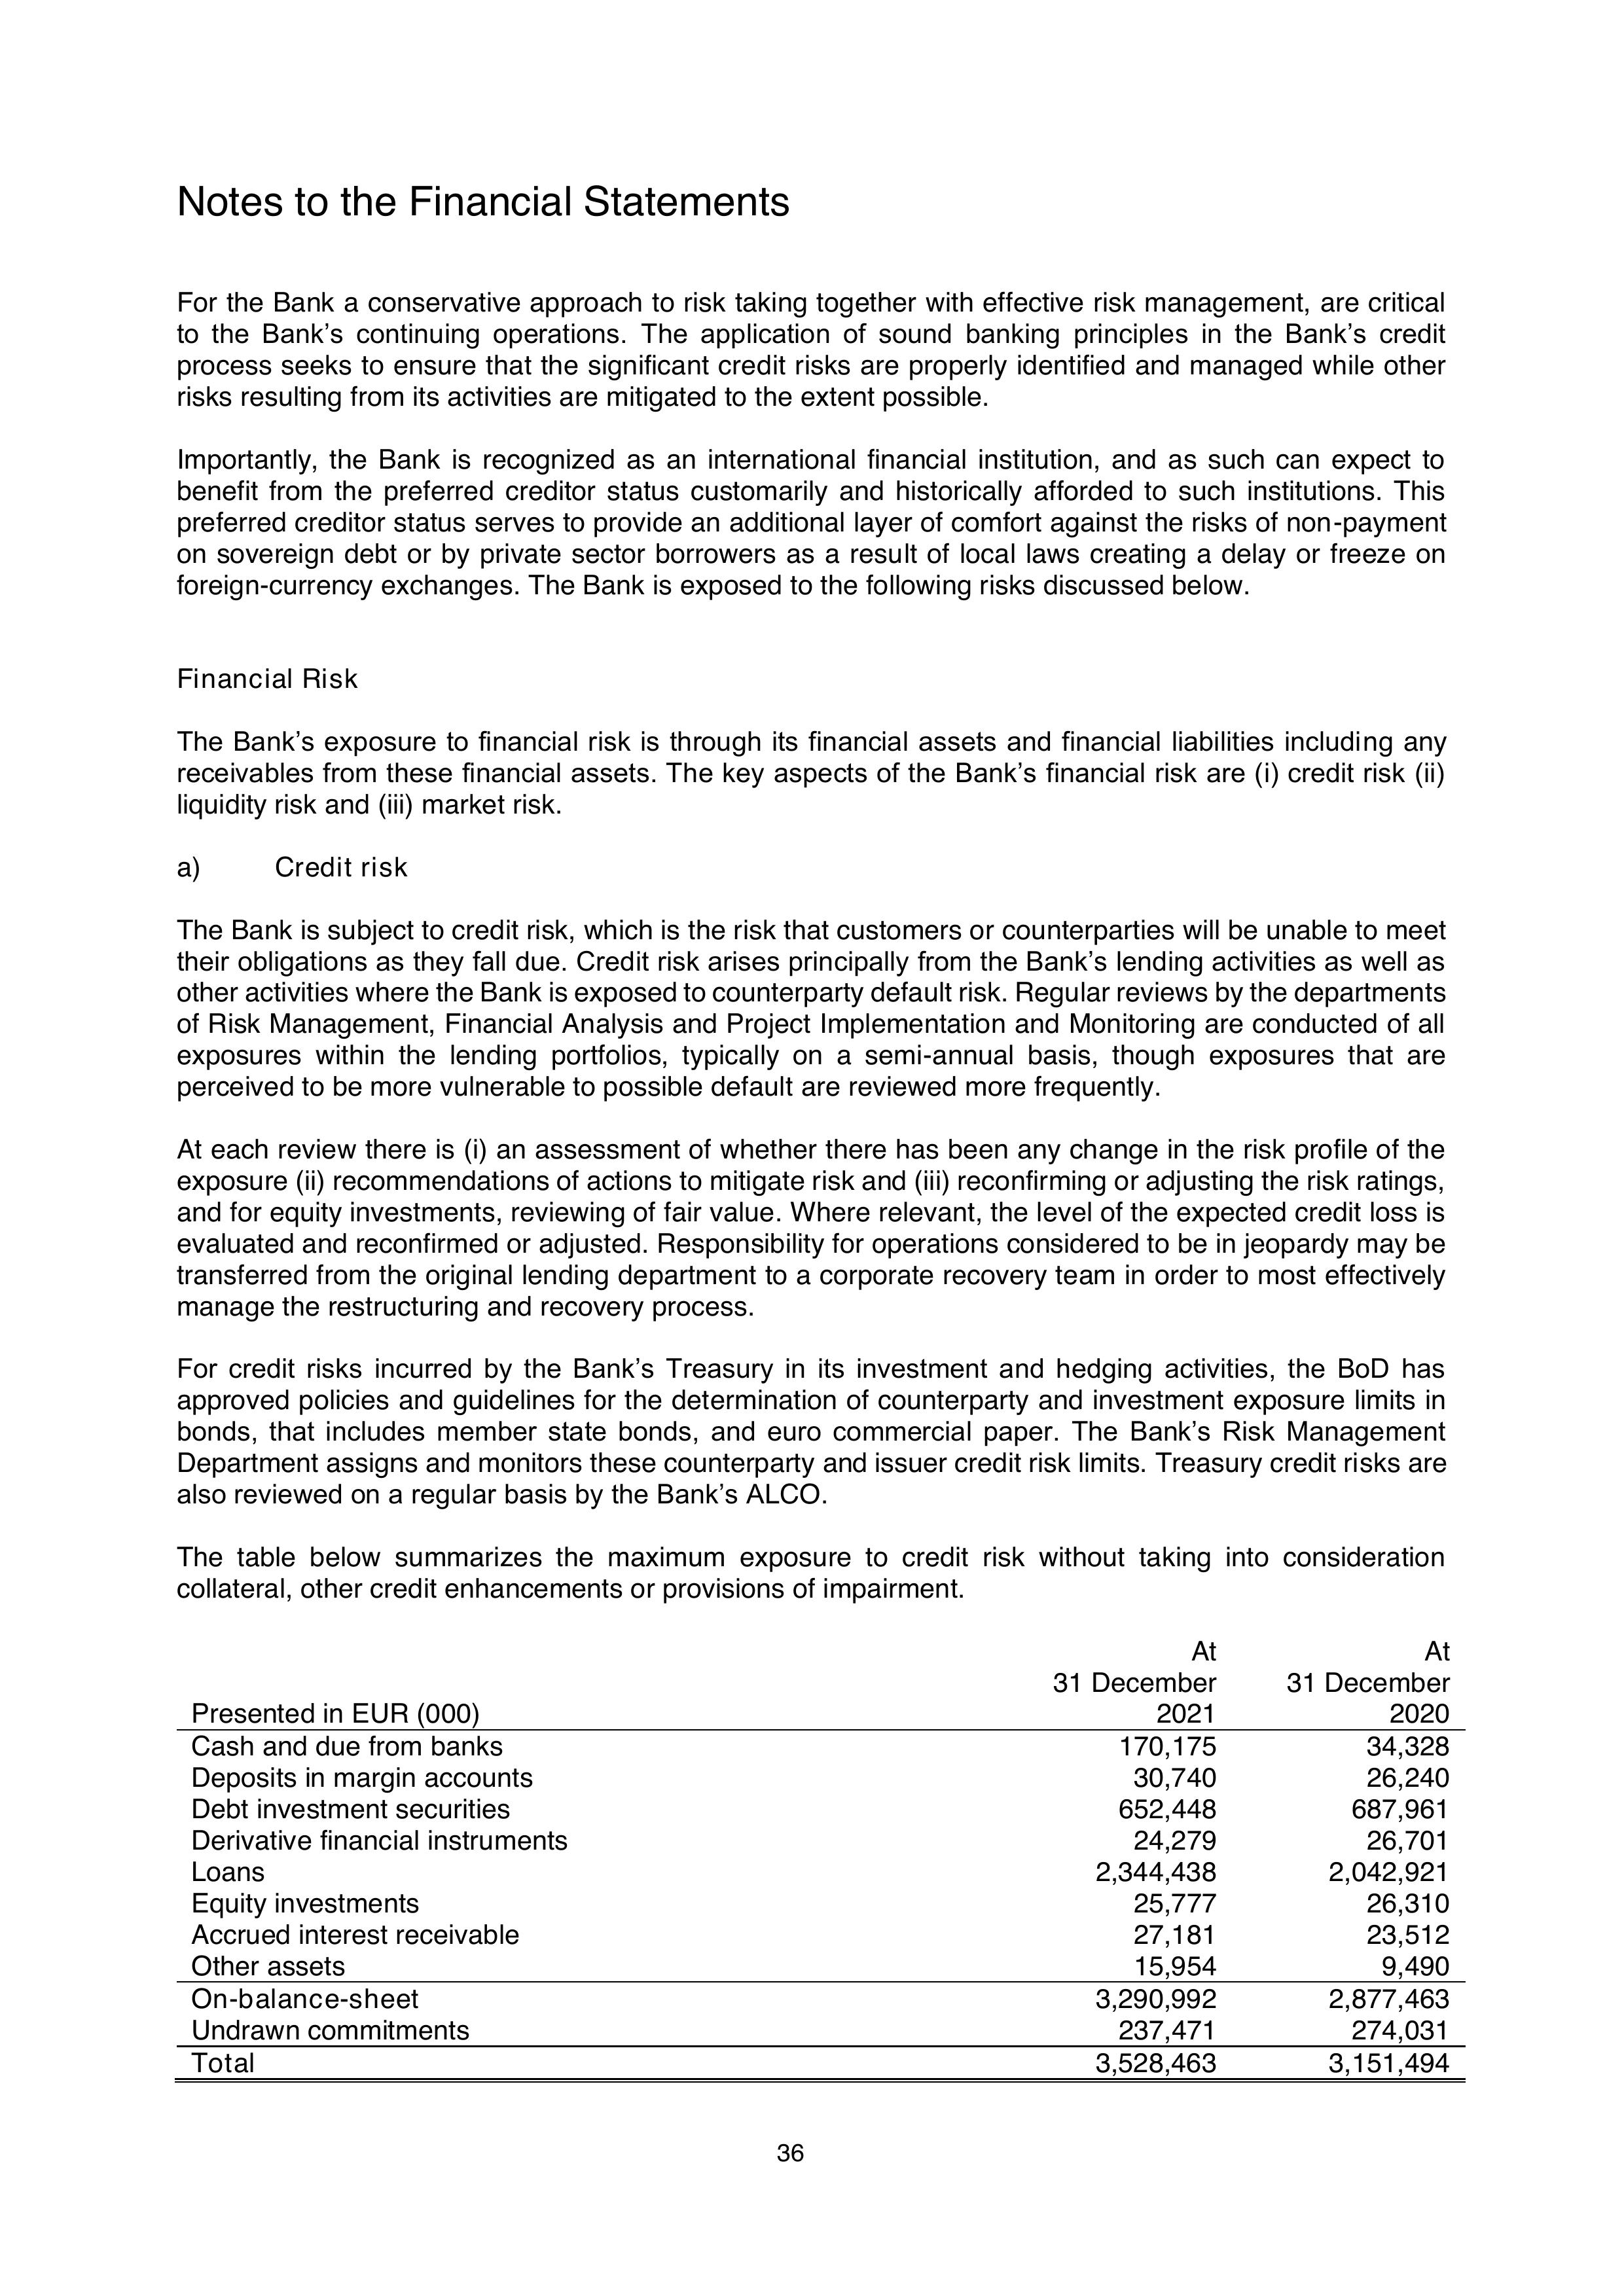 Notes to the Financial Statements
For the Bank a conservative approach to risk taking together with effective risk management, are critical
to the Bank’s continuing operations. The application of sound banking principles in the Bank’s credit
process seeks to ensure that the significant credit risks are properly identified and managed while other
risks resulting from its activities are mitigated to the extent possible.
Importantly, the Bank is recognized as an international financial institution, and as such can expect to
benefit from the preferred creditor status customarily and historically afforded to such institutions. This
preferred creditor status serves to provide an additional layer of comfort against the risks of non-payment
on sovereign debt or by private sector borrowers as a result of local laws creating a delay or freeze on
foreign-currency exchanges. The Bank is exposed to the following risks discussed below.
Financial Risk
The Bank’s exposure to financial risk is through its financial assets and financial liabilities including any
receivables from these financial assets. The key aspects of the Bank’s financial risk are (i) credit risk (ii)
liquidity risk and (iii) market risk.
a) Credit risk
The Bank is subject to credit risk, which is the risk that customers or counterparties will be unable to meet
their obligations as they fall due. Credit risk arises principally from the Bank’s lending activities as well as
other activities where the Bank is exposed to counterparty default risk. Regular reviews by the departments
of Risk Management, Financial Analysis and Project Implementation and Monitoring are conducted of all
exposures within the lending portfolios, typically on a semi-annual basis, though exposures that are
perceived to be more vulnerable to possible default are reviewed more frequently.
At each review there is (i) an assessment of whether there has been any change in the risk profile of the
exposure (ii) recommendations of actions to mitigate risk and (iii) reconfirming or adjusting the risk ratings,
and for equity investments, reviewing of fair value. Where relevant, the level of the expected credit loss is
evaluated and reconfirmed or adjusted. Responsibility for operations considered to be in jeopardy may be
transferred from the original lending department to a corporate recovery team in order to most effectively
manage the restructuring and recovery process.
For credit risks incurred by the Bank’s Treasury in its investment and hedging activities, the BoD has
approved policies and guidelines for the determination of counterparty and investment exposure limits in
bonds, that includes member state bonds, and euro commercial paper. The Bank’s Risk Management
Department assigns and monitors these counterparty and issuer credit risk limits. Treasury credit risks are
also reviewed on a regular basis by the Bank’s ALCO.
The table below summarizes the maximum exposure to credit risk without taking into consideration
collateral, other credit enhancements or provisions of impairment.
At At
31 December 31 December
Presented in EUR (000) 2021 2020
Cash and due from banks 170,175 34,328
Deposits in margin accounts 30,740 26,240
Debt investment securities 652,448 687,961
Derivative financial instruments 24,279 26,701
Loans 2,344,438 2,042,921
Equity investments 25,777 26,310
Accrued interest receivable 27,181 23,512
Other assets 15,954 9,490
On-balance-sheet 3,290,992 2,877,463
Undrawn commitments 237,471 274,031
Total 3,528,463 3,151,494
36